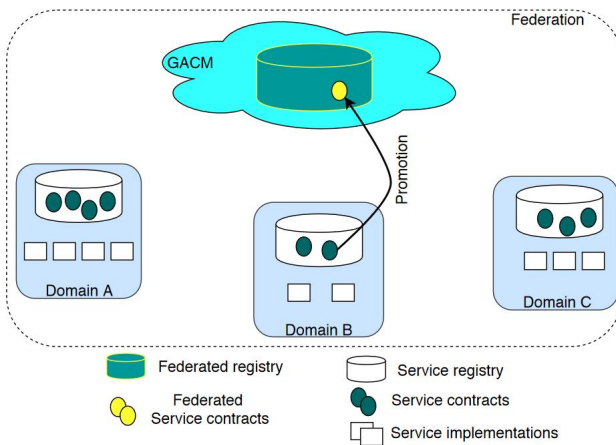 Federation
GACM
Promotion
Domain A
Domain B
Domain C
Federated registry
Service registry
Federated
Service contracts
Service contracts
Service implementations